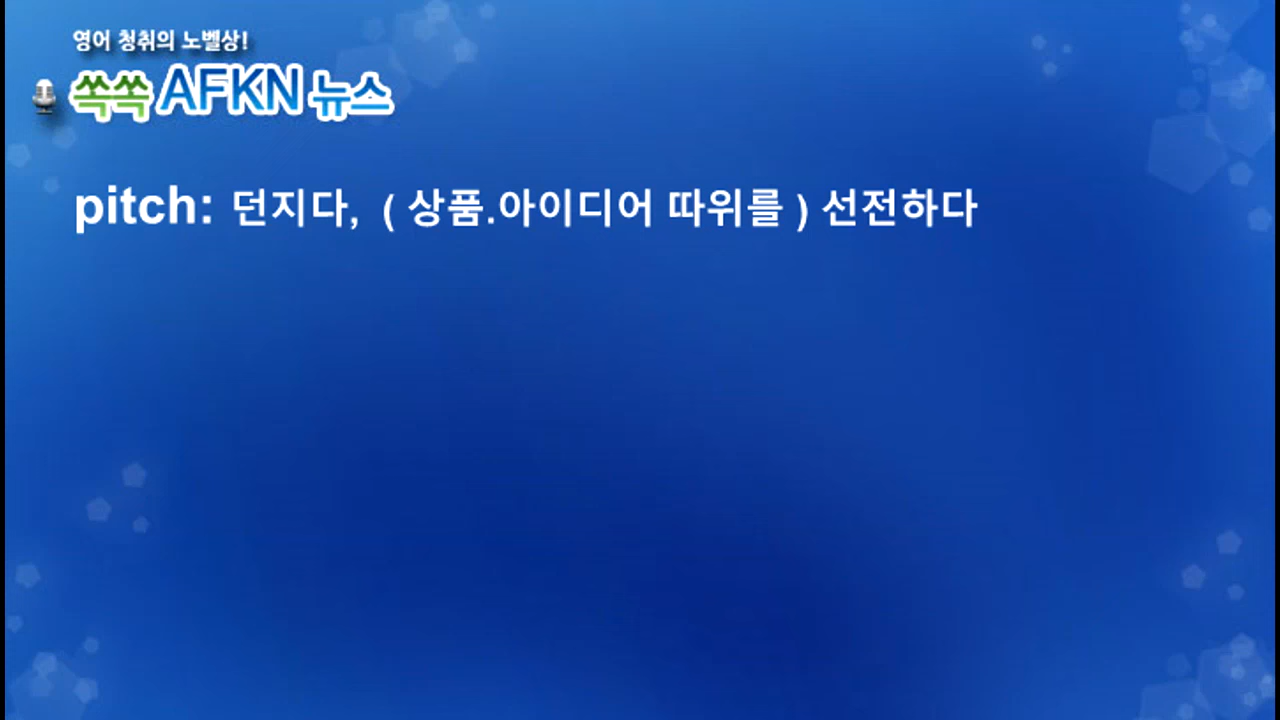 영어 청취의 노벨상!
쏙쏙 AFKN 뉴스
pitch: 던지다, ( 상품.아이디어 따위를 ) 선전하다